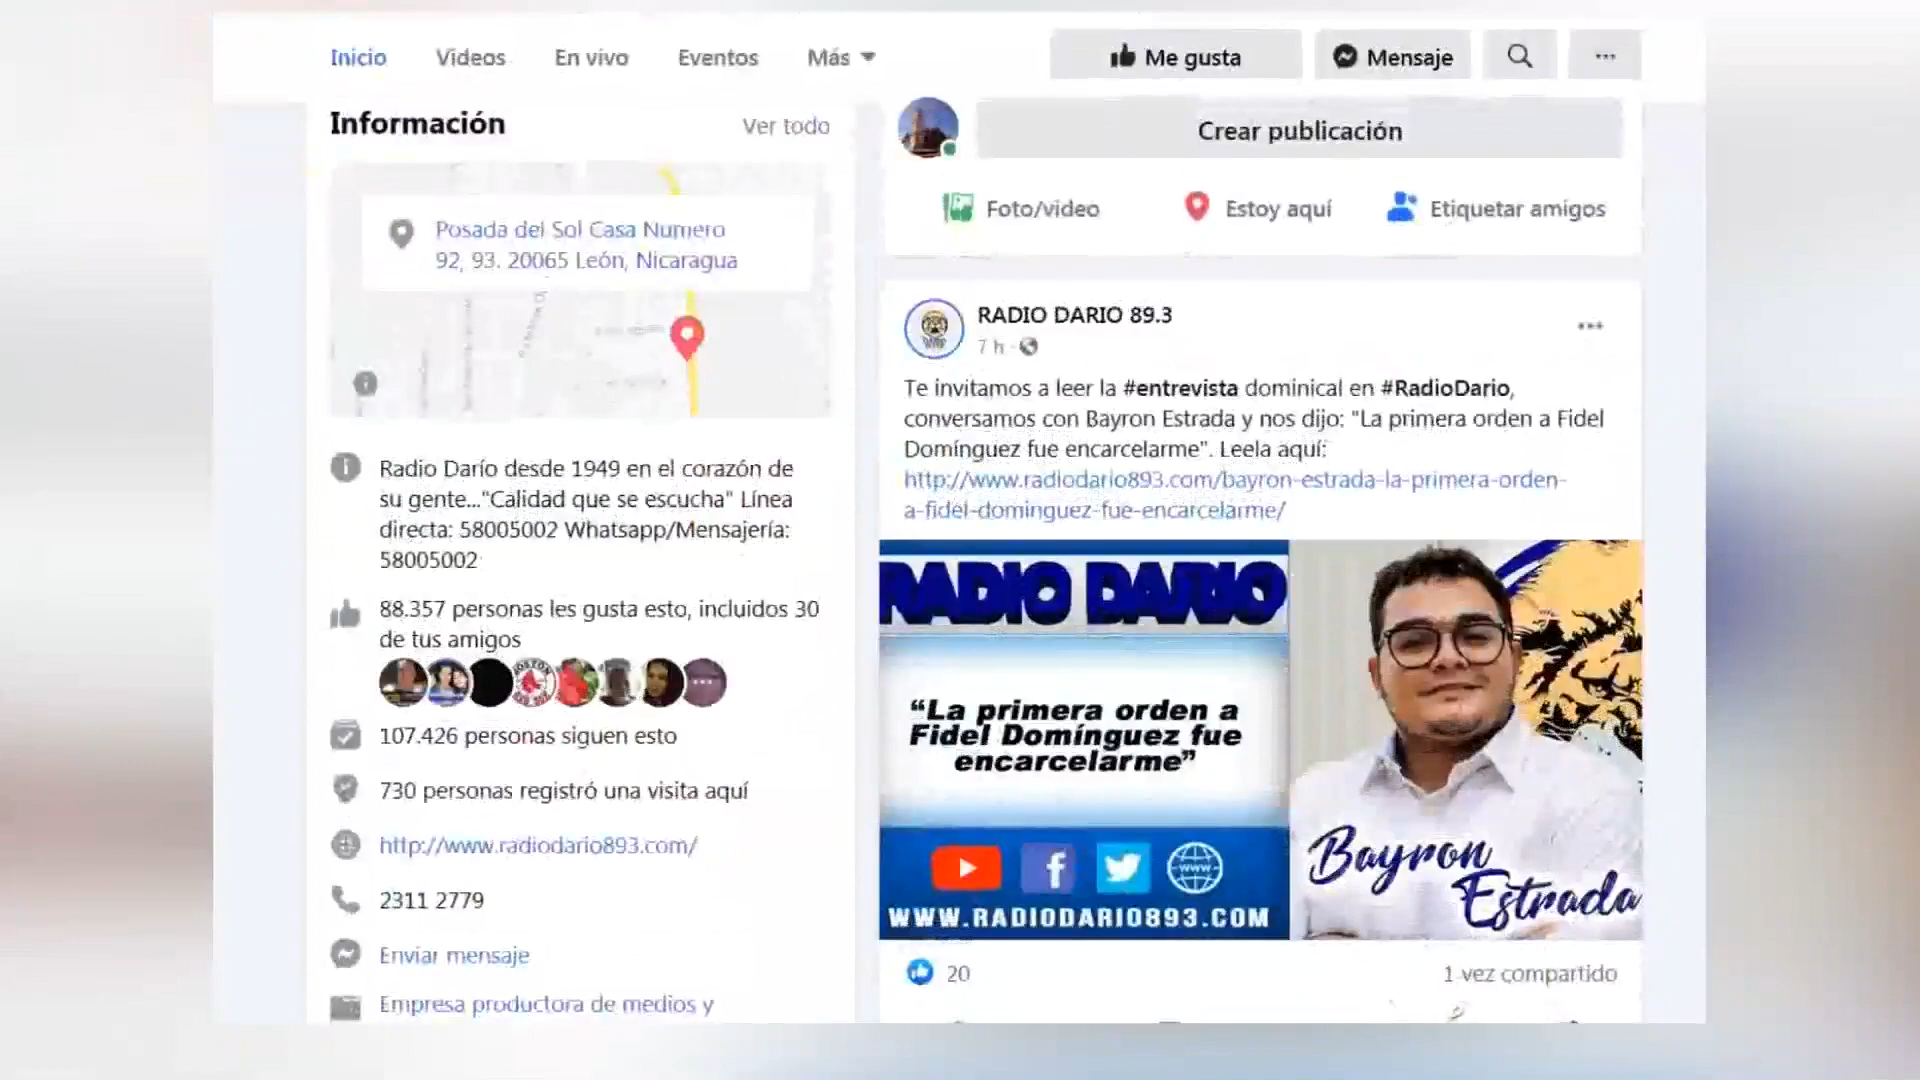 Inicio
Videos
En vivo
Eventos
Más
Me gusta
Mensaje
Información
Ver todo
Posada del Sol Casa Numero
92, 93. 20065 León, Nicaragua
Radio Darío desde 1949 en el corazón de
su gente..."Calidad que se escucha" Línea
directa: 58005002 Whatsapp/Mensajería:
58005002
88.357 personas les gusta esto, incluidos 30
de tus amigos
107.426 personas siguen esto
730 personas registró una visita aquí
http://www.radiodario893.com/
2311 2779
Enviar mensaje
Empresa productora de medios y
Crear publicación
Foto/video
Estoy aquí
Etiquetar amigos
RADIO DARIO 89.3
7 h
Te invitamos a leer la #entrevista dominical en #RadioDario,
conversamos con Bayron Estrada y nos dijo: "La primera orden a Fidel
Domínguez fue encarcelarme". Leela aquí:
http://www.radiodario893.com/bayron-estrada-la-primera-orden-
a-fidel-dominguez-fue-encarcelarme/
RADIO DARIO
“La primera orden a
Fidel Domínguez fue
encarcelarme”
WWW
WWW.RADIODARIO893.COM
Bayron
Estrada
20
1 vez compartido